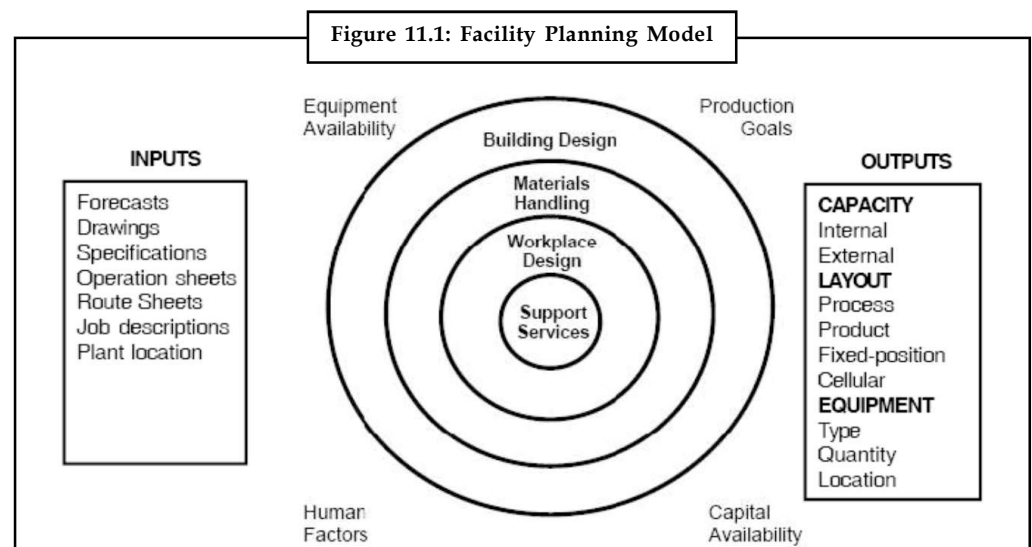 Figure 11.1: Facility Planning Model
Equipment
Availability
Production
Goals
INPUTS
Forecasts
Drawings
Specifications
Operation sheets
Route Sheets
Job descriptions
Plant location
Building Design
Materials
Handling
Workplace
Design
Support
Services
OUTPUTS
CAPACITY
Internal
External
LAYOUT
Process
Product
Fixed-position
Cellular
EQUIPMENT
Type
Quantity
Location
Human
Factors
Capital
Availability